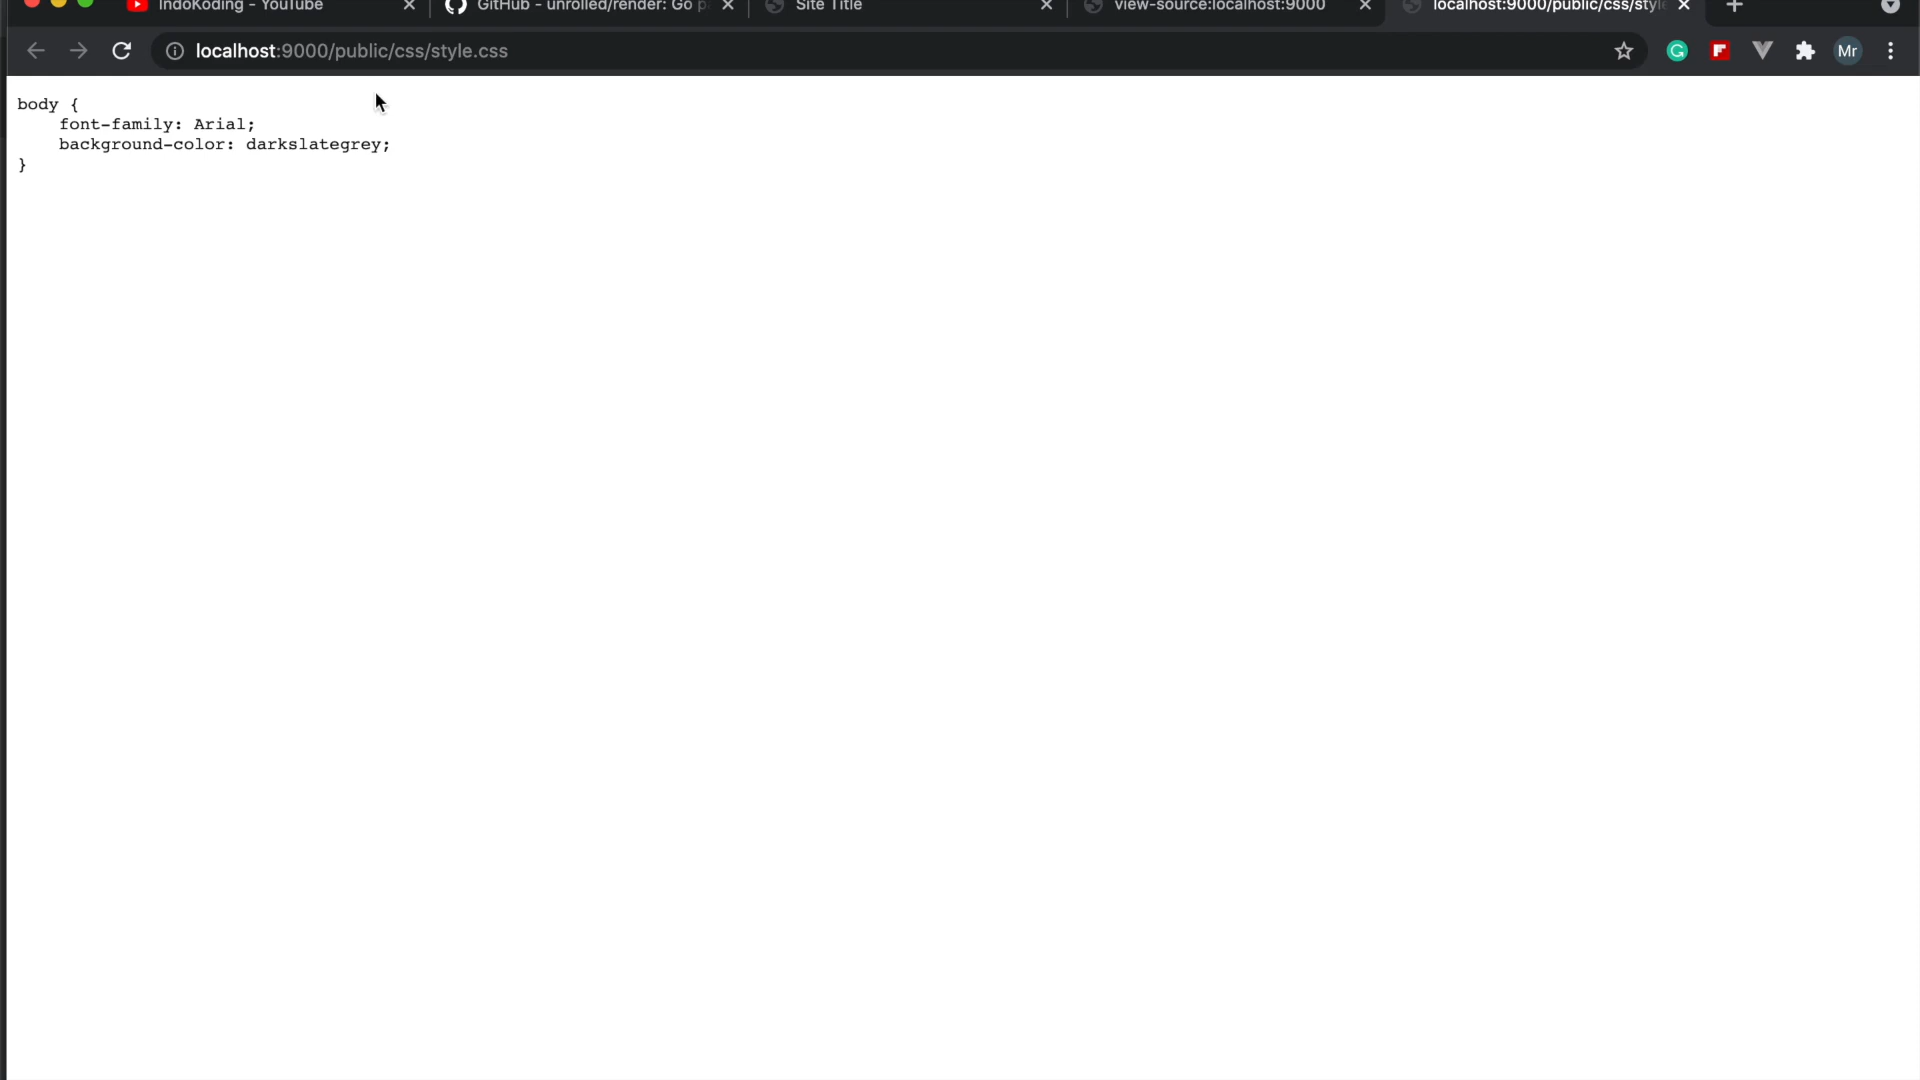 IndoKoding - YouTube
GitHub - unrolled/render: Go p
Site Title
view-source:localhost:9000
localhost:9000/public/css/style
localhost:9000/public/css/style.css
Mr
body {
    font-family: Arial;
    background-color: darkslategrey;
}